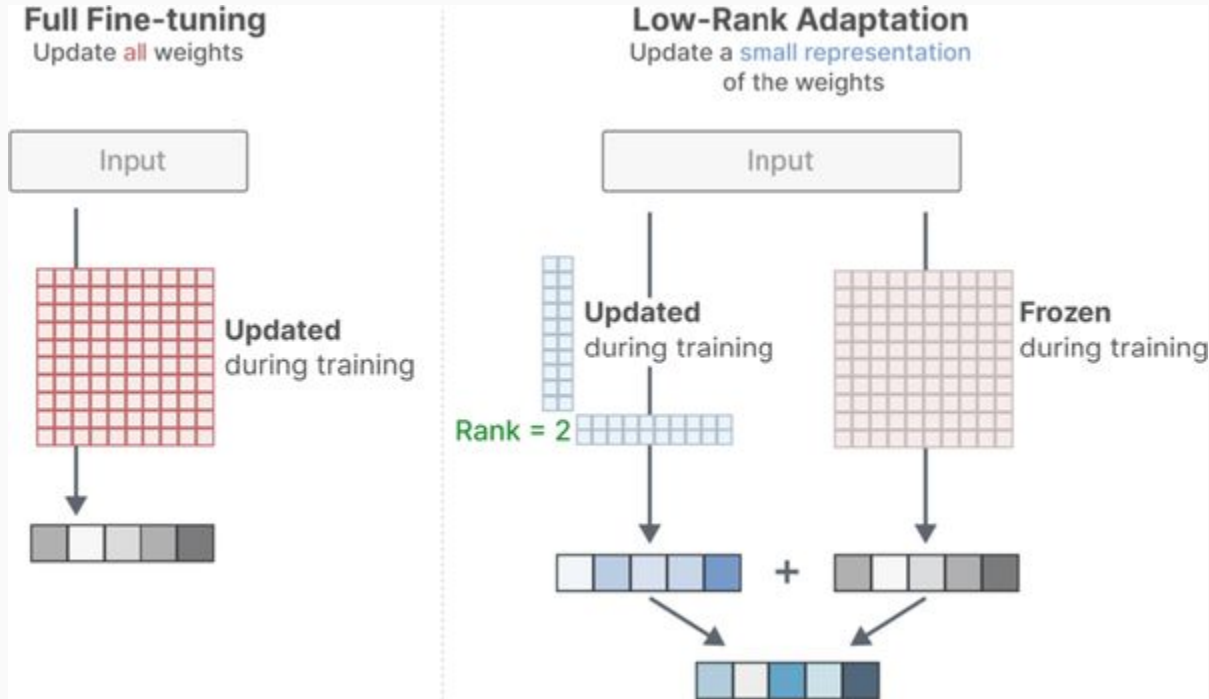 Full Fine-tuning
Update all weights
Input
Updated
during training
Low-Rank Adaptation
Update a small representation
of the weights
Input
Updated
during training
Rank = 2
Frozen
during training
+